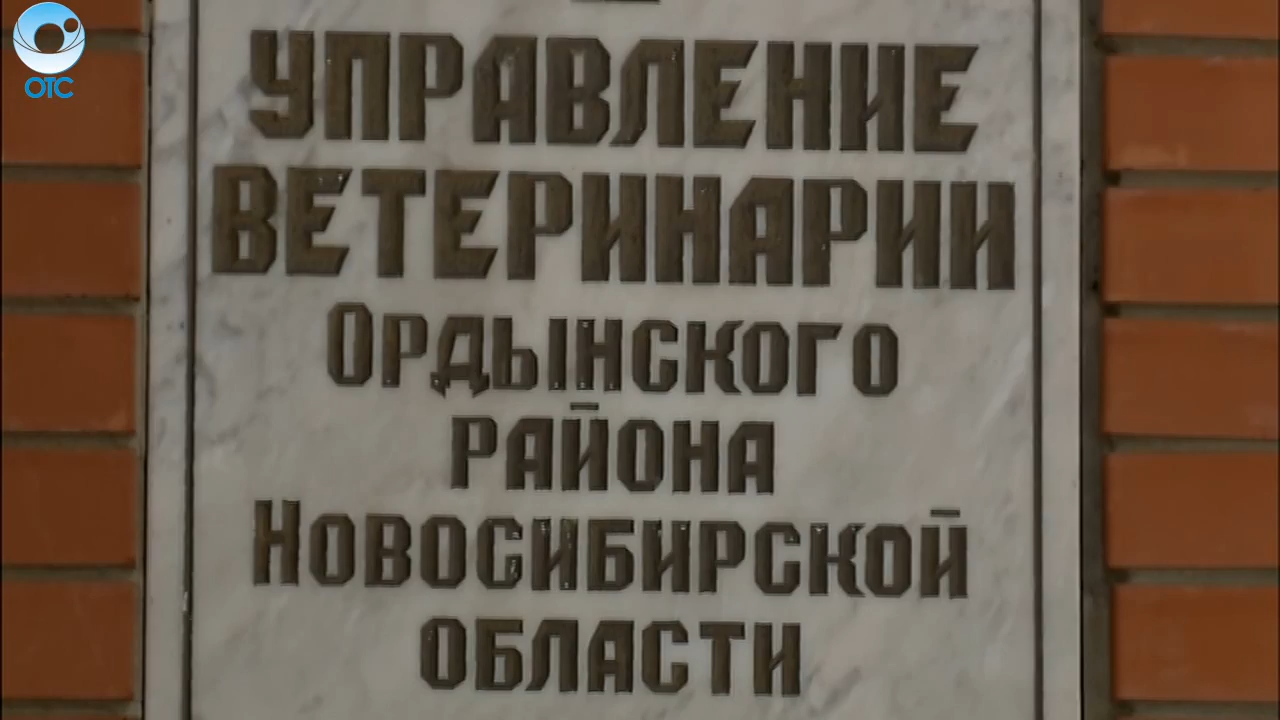 ОТС
УПРАВЛЕНИЕ
ВЕТЕРИНАРИИ
ОРДЫНСКОГО
РАЙОНА
НОВОСИБИРСКОЙ
ОБЛАСТИ